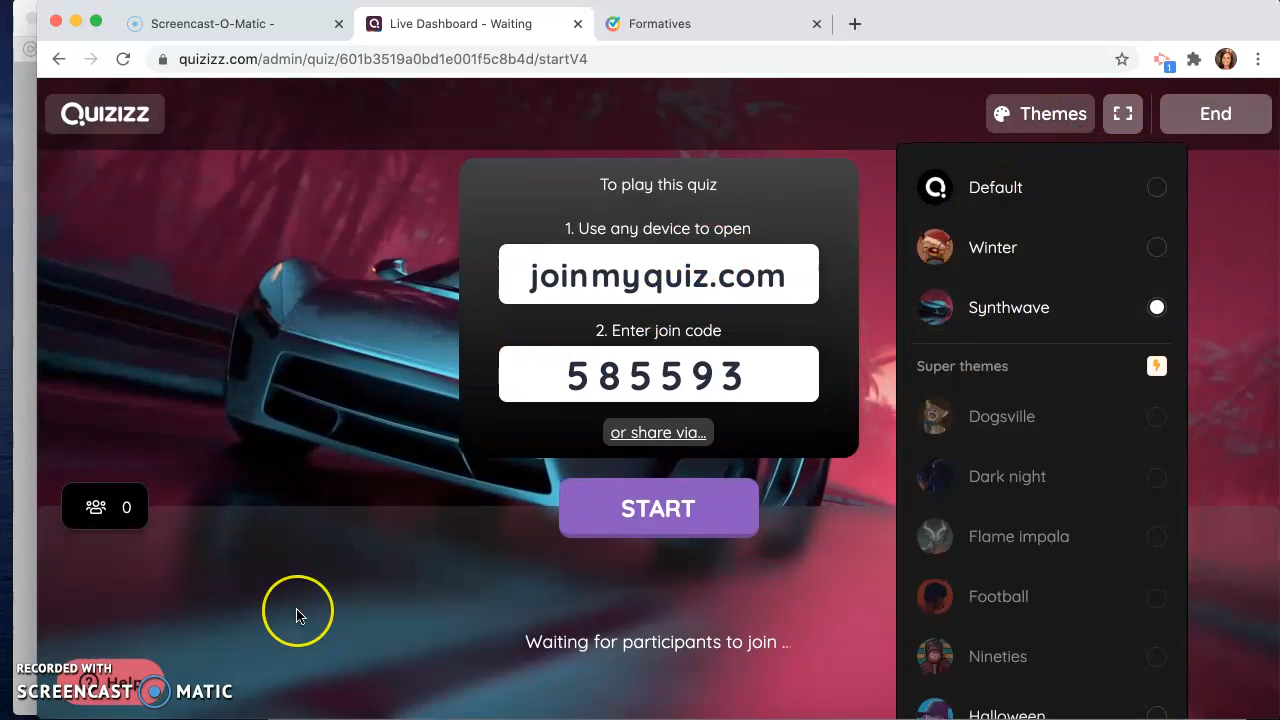 Screencast-O-Matic -
Live Dashboard - Waiting
Formatives
quizizz.com/admin/quiz/601b3519a0bd1e001f5c8b4d/startV4
1
QUIZIZZ
Themes
End
To play this quiz
1. Use any device to open
joinmyquiz.com
2. Enter join code
585593
or share via...
START
0
Waiting for participants to join ...
Default
Winter
Synthwave
Super themes
Dogsville
Dark night
Flame impala
Football
Nineties
Halloween
Help
RECORDED WITH
SCREENCAST MATIC